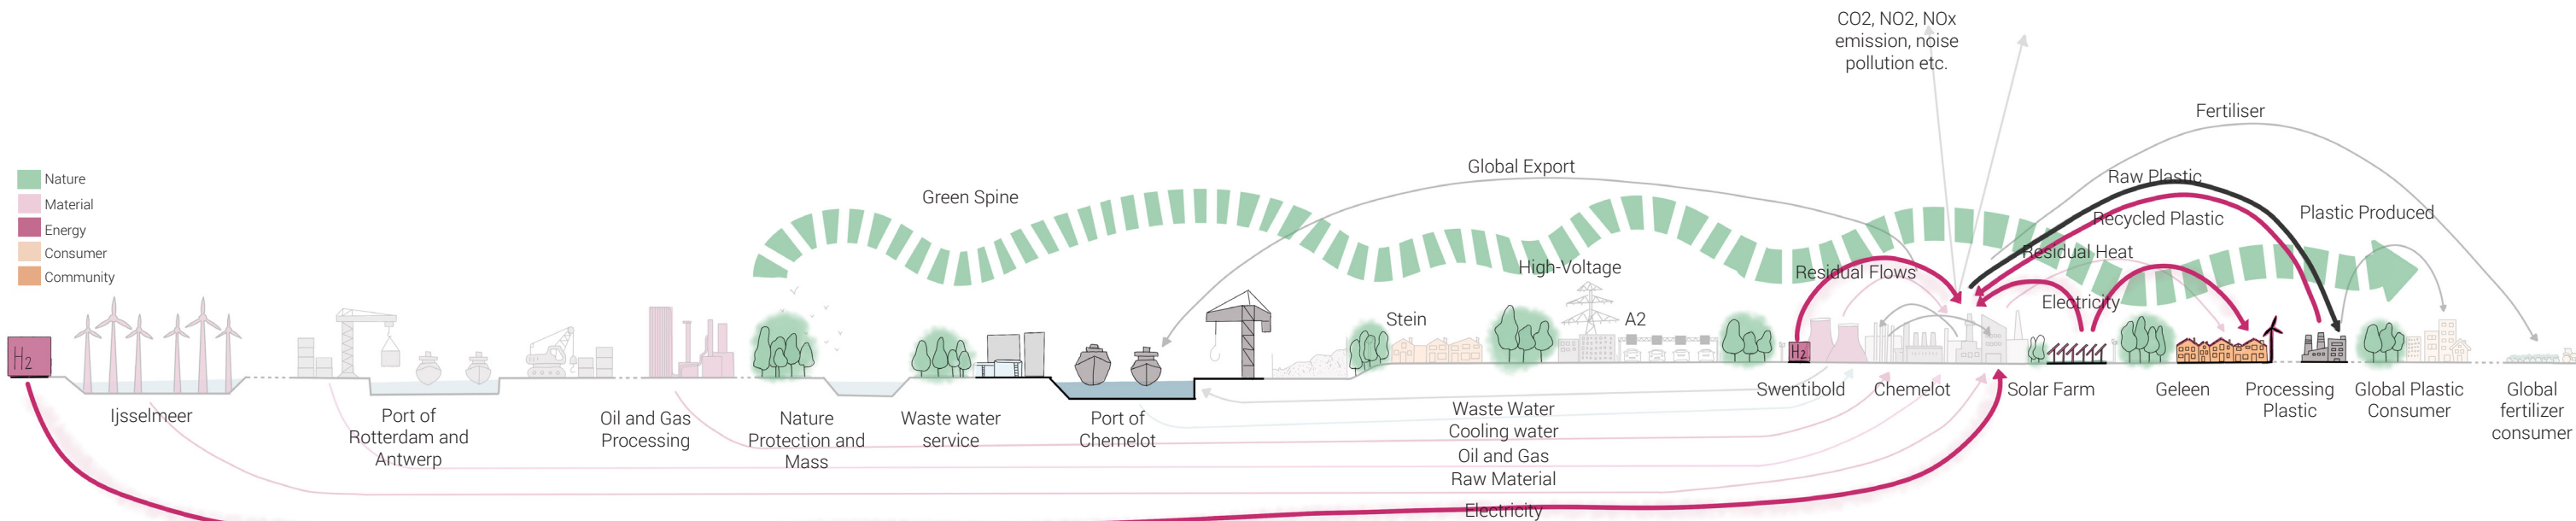 CO2, NO2, NOx
emission, noise
pollution etc.
Fertiliser
Global Export
Raw Plastic
Nature
Material
Energy
Consumer
Community
Green Spine
Recycled Plastic
Plastic Produced
Residual Heat
High-Voltage
Residual Flows
Electricity
Stein
A2
H2
H2
Ijsselmeer
Port of
Rotterdam and
Antwerp
Oil and Gas
Processing
Nature
Protection and
Mass
Waste water
service
Port of
Chemelot
Swentibold
Chemelot
Solar Farm
Geleen
Processing
Plastic
Global Plastic
Consumer
Global
fertilizer
consumer
Waste Water
Cooling water
Oil and Gas
Raw Material
Electricity